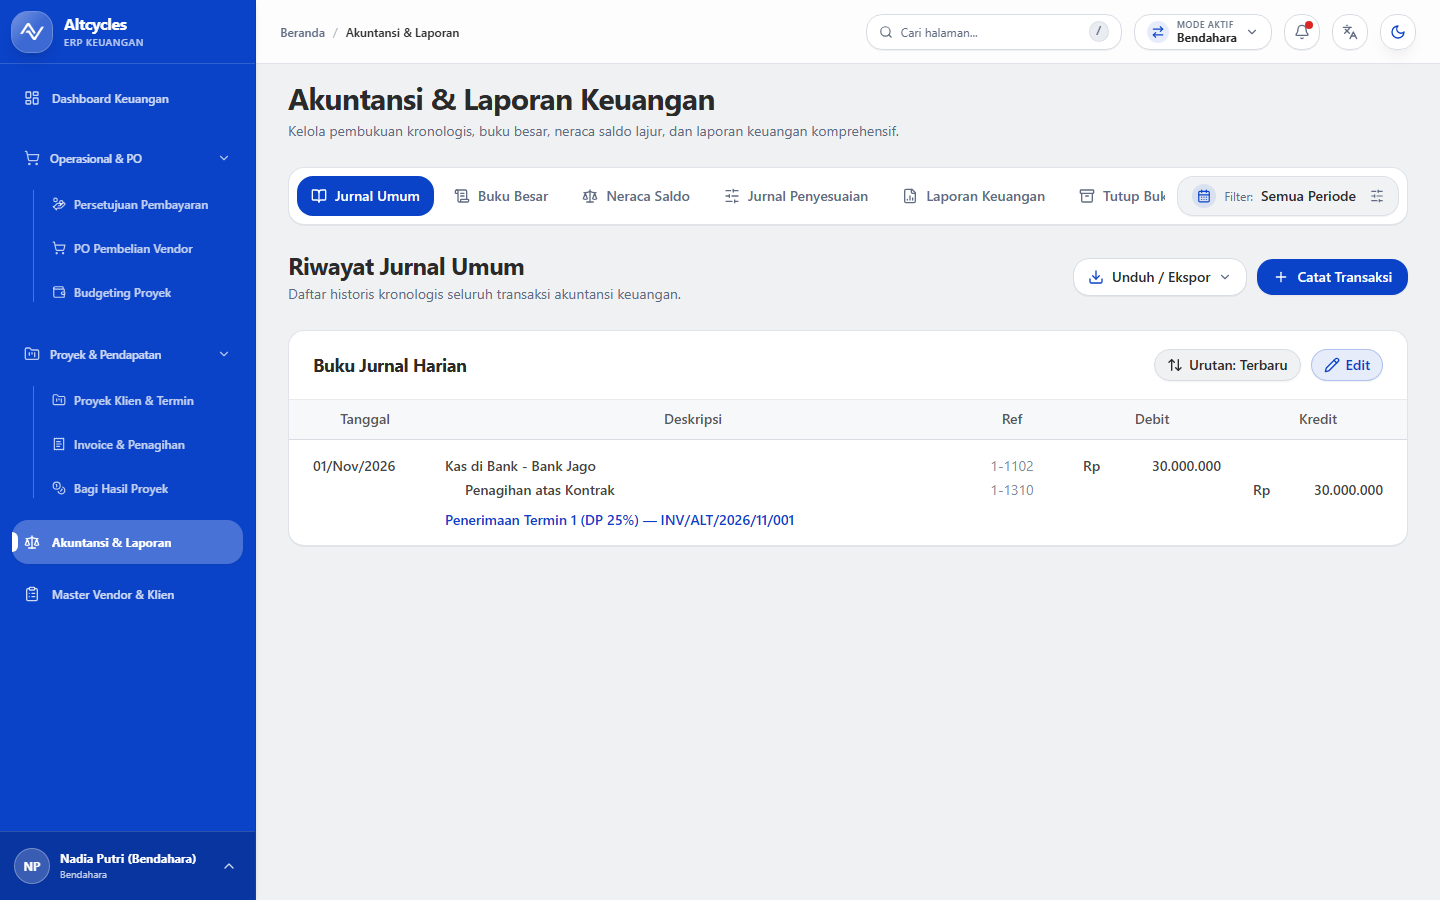 Altcycles
ERP KEUANGAN
Dashboard Keuangan
Operasional & PO
Persetujuan Pembayaran
PO Pembelian Vendor
Budgeting Proyek
Proyek & Pendapatan
Proyek Klien & Termin
Invoice & Penagihan
Bagi Hasil Proyek
Akuntansi & Laporan
Master Vendor & Klien
NP
Nadia Putri (Bendahara)
Bendahara
Beranda / Akuntansi & Laporan
Cari halaman... /
MODE AKTIF
Bendahara
Akuntansi & Laporan Keuangan
Kelola pembukuan kronologis, buku besar, neraca saldo lajur, dan laporan keuangan komprehensif.
Jurnal Umum Buku Besar Neraca Saldo Jurnal Penyesuaian Laporan Keuangan Tutup Buk Filter: Semua Periode
Riwayat Jurnal Umum
Daftar historis kronologis seluruh transaksi akuntansi keuangan.
Unduh / Ekspor
Catat Transaksi
Buku Jurnal Harian
Urutan: Terbaru
Edit
Tanggal Deskripsi Ref Debit Kredit
01/Nov/2026 Kas di Bank - Bank Jago 1-1102 Rp 30.000.000
Penagihan atas Kontrak 1-1310 Rp 30.000.000
Penerimaan Termin 1 (DP 25%) — INV/ALT/2026/11/001